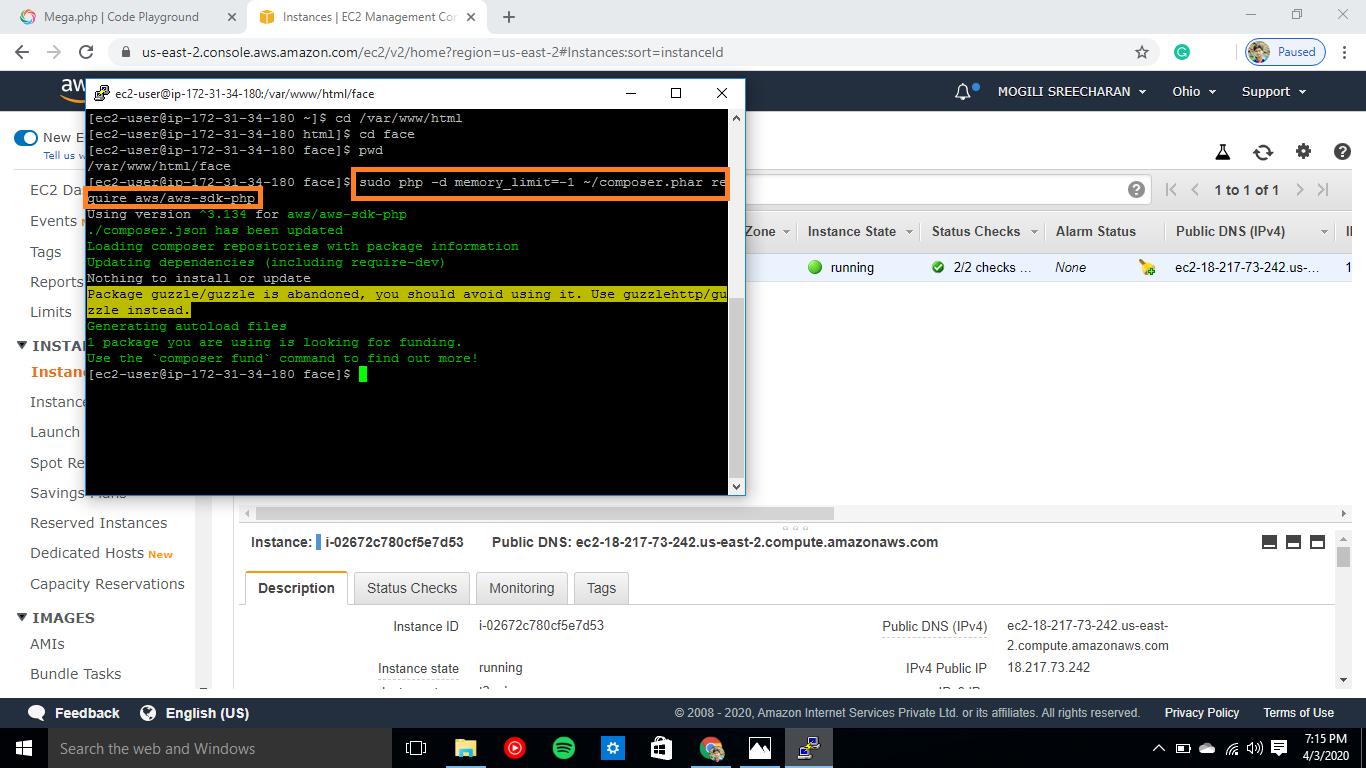 Mega.php | Code Playground
Instances | EC2 Management Con
us-east-2.console.aws.amazon.com/ec2/v2/home?region=us-east-2#Instances:sort=instanceId
Paused
aw
MOGILI SREECHARAN
Ohio
Support
ec2-user@ip-172-31-34-180:/var/www/html/face
[ec2-user@ip-172-31-34-180 ~]$ cd /var/www/html
[ec2-user@ip-172-31-34-180 html]$ cd face
[ec2-user@ip-172-31-34-180 face]$ pwd
/var/www/html/face
[ec2-user@ip-172-31-34-180 face]$ sudo php -d memory_limit=-1 ~/composer.phar re
quire aws/aws-sdk-php
Using version ^3.134 for aws/aws-sdk-php
./composer.json has been updated
Loading composer repositories with package information
Updating dependencies (including require-dev)
Nothing to install or update
Package guzzle/guzzle is abandoned, you should avoid using it. Use guzzlehttp/gu
zzle instead.
Generating autoload files
1 package you are using is looking for funding.
Use the `composer fund` command to find out more!
[ec2-user@ip-172-31-34-180 face]$
New E
Tell us w
EC2 Da
Events
Tags
Reports
Limits
INSTA
Instanc
Instance
Launch
Spot Re
Savings Plans
Reserved Instances
Dedicated Hosts New
Capacity Reservations
IMAGES
AMIs
Bundle Tasks
1 to 1 of 1
Zone
Instance State
Status Checks
Alarm Status
Public DNS (IPv4)
running
2/2 checks ...
None
ec2-18-217-73-242.us-...
1
Instance: i-02672c780cf5e7d53
Public DNS: ec2-18-217-73-242.us-east-2.compute.amazonaws.com
Description
Status Checks
Monitoring
Tags
Instance ID
i-02672c780cf5e7d53
Public DNS (IPv4)
ec2-18-217-73-242.us-east-
2.compute.amazonaws.com
Instance state
running
IPv4 Public IP
18.217.73.242
Feedback
English (US)
© 2008 - 2020, Amazon Internet Services Private Ltd. or its affiliates. All rights reserved.
Privacy Policy
Terms of Use
Search the web and Windows
7:15 PM
4/3/2020